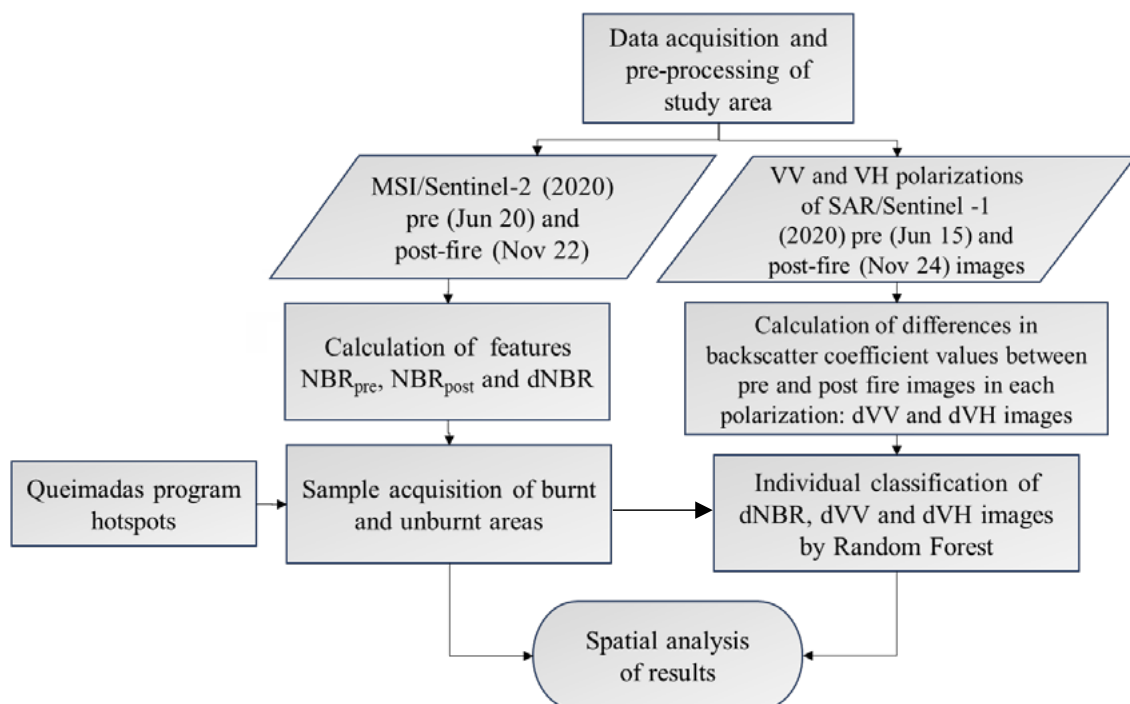 Data acquisition and
pre-processing of
study area
MSI/Sentinel-2 (2020)
pre (Jun 20) and
post-fire (Nov 22)
VV and VH polarizations
of SAR/Sentinel -1
(2020) pre (Jun 15) and
post-fire (Nov 24) images
Calculation of features
NBRpre, NBRpost and dNBR
Calculation of differences in
backscatter coefficient values between
pre and post fire images in each
polarization: dVV and dVH images
Queimadas program
hotspots
Sample acquisition of burnt
and unburnt areas
Individual classification of
dNBR, dVV and dVH images
by Random Forest
Spatial analysis
of results